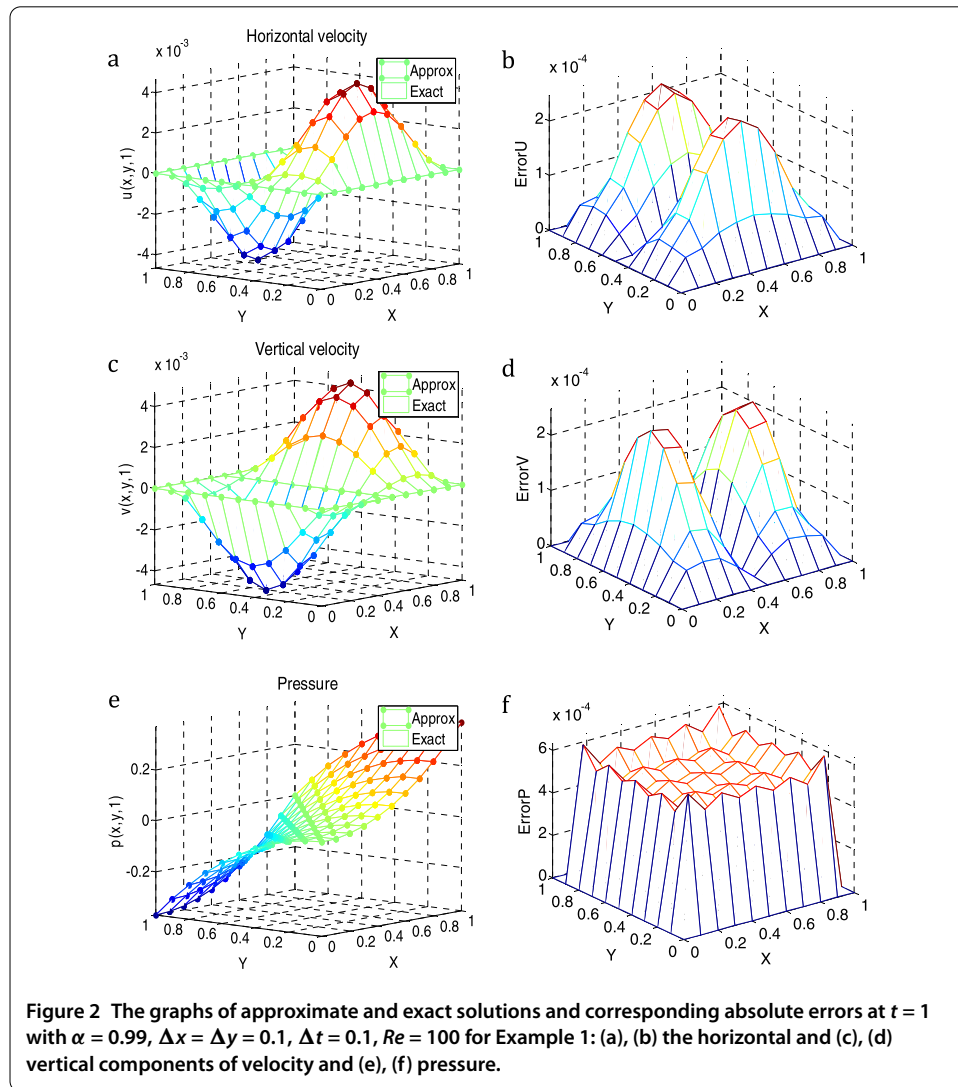 a
Horizontal velocity
x 10^-3
Approx
Exact
u(x,y,1)
4
2
0
-2
-4
1
0.8
0.6
0.4
0.2
0
Y
0
0.2
0.4
0.6
0.8
1
X
b
x 10^-4
ErrorU
2
1
0
1
0.8
0.6
0.4
0.2
0
Y
0
0.2
0.4
0.6
0.8
1
X
c
Vertical velocity
x 10^-3
Approx
Exact
v(x,y,1)
4
2
0
-2
-4
1
0.8
0.6
0.4
0.2
0
Y
0
0.2
0.4
0.6
0.8
1
X
d
x 10^-4
ErrorV
2
1
0
1
0.8
0.6
0.4
0.2
0
Y
0
0.2
0.4
0.6
0.8
1
X
e
Pressure
Approx
Exact
p(x,y,1)
0.2
0
-0.2
1
0.8
0.6
0.4
0.2
0
Y
0
0.2
0.4
0.6
0.8
1
X
f
x 10^-4
ErrorP
6
4
2
0
1
0.8
0.6
0.4
0.2
0
Y
0
0.2
0.4
0.6
0.8
1
X
Figure 2 The graphs of approximate and exact solutions and corresponding absolute errors at t = 1
with α = 0.99, Δx = Δy = 0.1, Δt = 0.1, Re = 100 for Example 1: (a), (b) the horizontal and (c), (d)
vertical components of velocity and (e), (f) pressure.